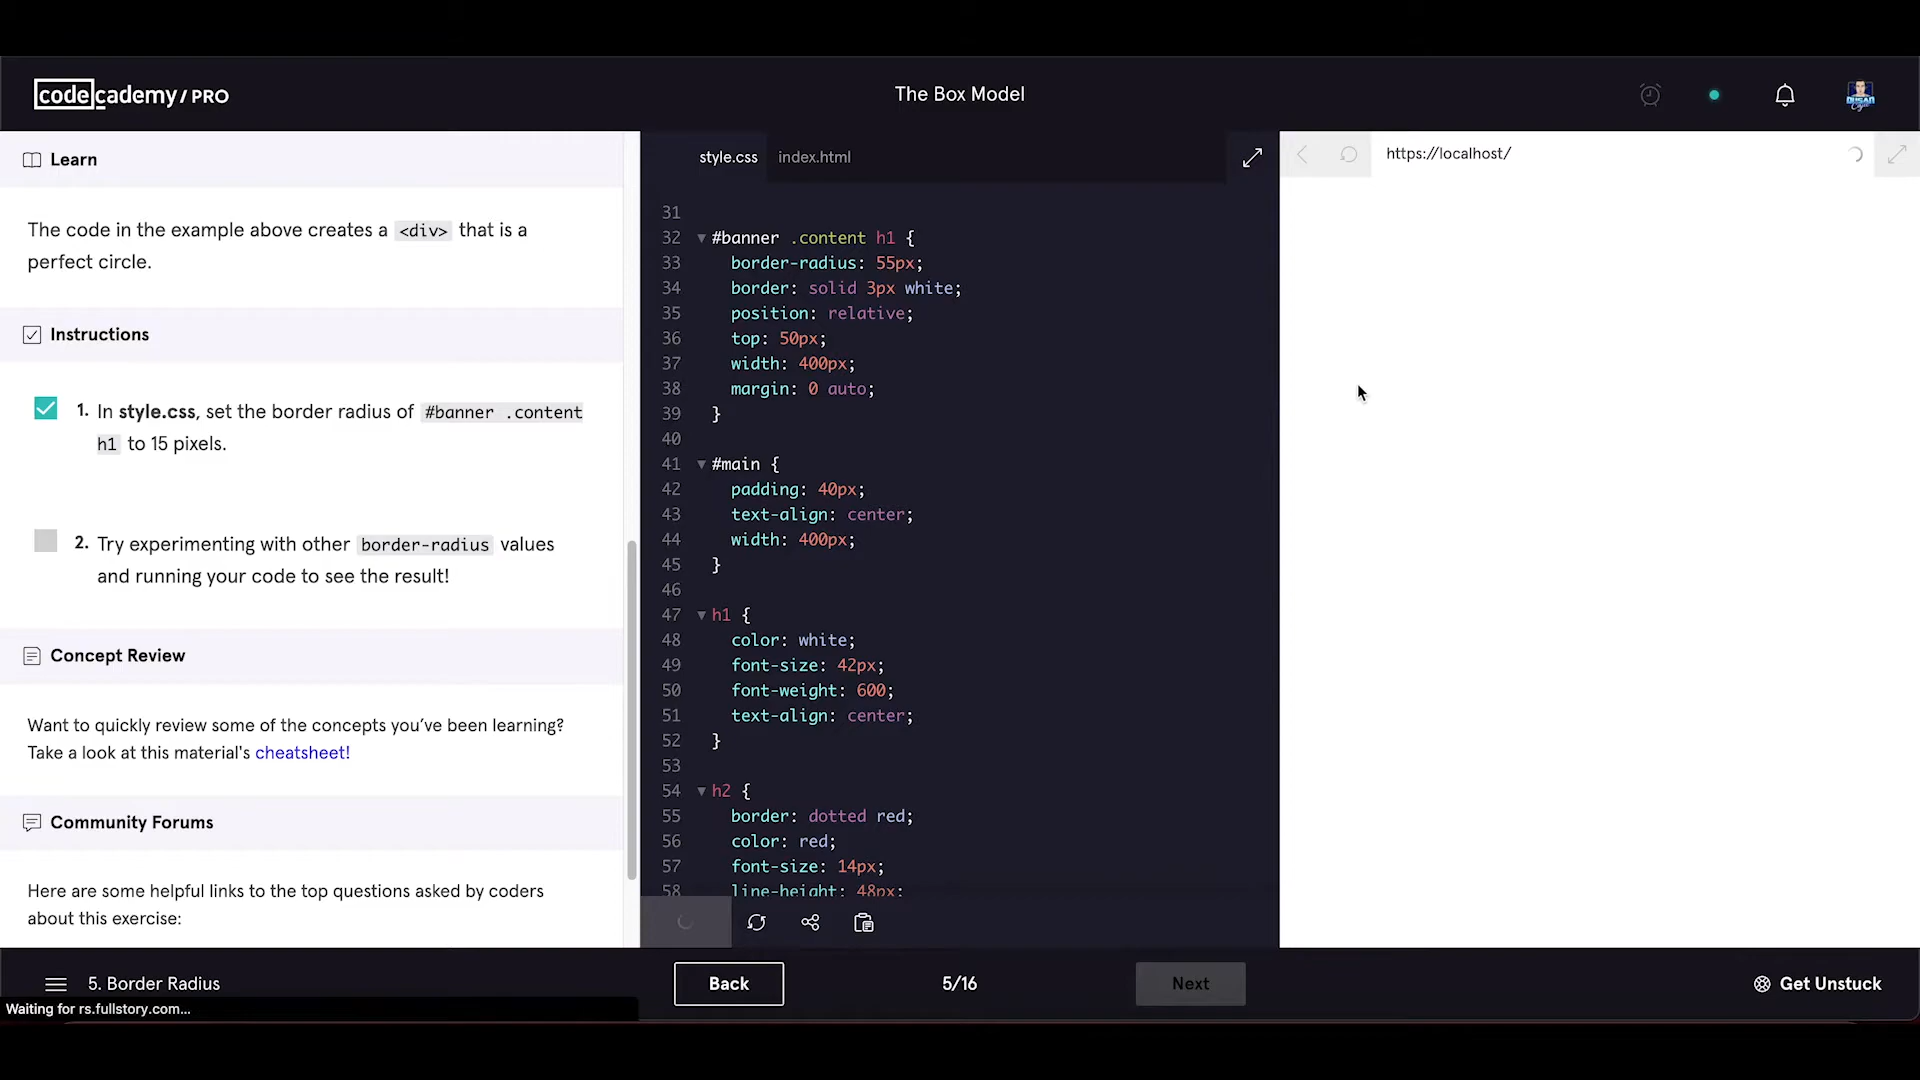 codecademy/PRO
The Box Model
Learn
The code in the example above creates a <div> that is a
perfect circle.
Instructions
1. In style.css, set the border radius of #banner .content
h1 to 15 pixels.
2. Try experimenting with other border-radius values
and running your code to see the result!
Concept Review
Want to quickly review some of the concepts you've been learning?
Take a look at this material's cheatsheet!
Community Forums
Here are some helpful links to the top questions asked by coders
about this exercise:
style.css
index.html
31
32 #banner .content h1 {
33 border-radius: 55px;
34 border: solid 3px white;
35 position: relative;
36 top: 50px;
37 width: 400px;
38 margin: 0 auto;
39 }
40
41 #main {
42 padding: 40px;
43 text-align: center;
44 width: 400px;
45 }
46
47 h1 {
48 color: white;
49 font-size: 42px;
50 font-weight: 600;
51 text-align: center;
52 }
53
54 h2 {
55 border: dotted red;
56 color: red;
57 font-size: 14px;
58 line-height: 48px;
https://localhost/
5. Border Radius
Back
5/16
Next
Get Unstuck
Waiting for rs.fullstory.com...